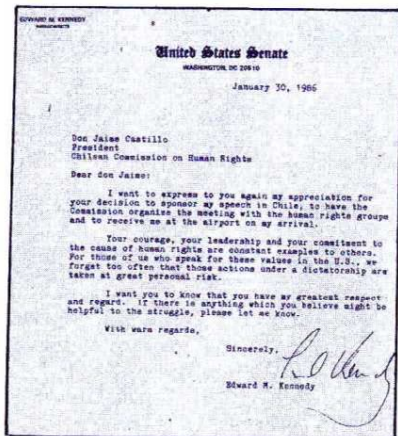 EDWARD M. KENNEDY
MASSACHUSETTS
United States Senate
WASHINGTON, DC 20510
January 30, 1986
Don Jaime Castillo
President
Chilean Commission on Human Rights
Dear don Jaime:
I want to express to you again my appreciation for
your decision to sponsor my speech in Chile, to have the
Commission organize the meeting with the human rights groups
and to receive me at the airport on my arrival.
Your courage, your leadership and your commitment to
the cause of human rights are constant examples to others.
For those of us who speak for these values in the U.S., we
forget too often that those actions under a dictatorship are
taken at great personal risk.
I want you to know that you have my greatest respect
and regard. If there is anything which you believe might be
helpful to the struggle, please let me know.
With warm regards,
Sincerely,
Edward M. Kennedy